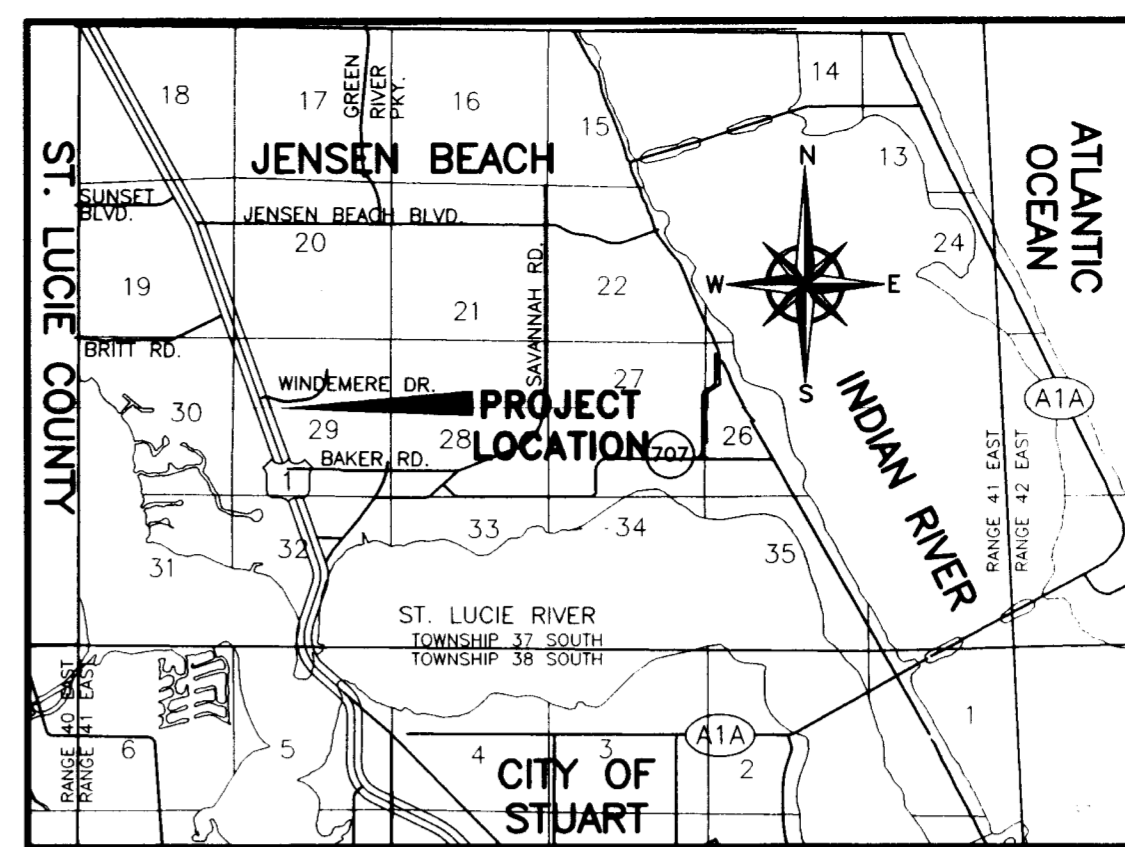 18
17
GREEN
RIVER
PKY.
16
15
14
13
ATLANTIC
OCEAN
ST. LUCIE COUNTY
JENSEN BEACH
N
SUNSET
BLVD.
JENSEN BEACH BLVD.
20
24
19
21
SAVANNAH RD.
22
W
E
BRITT RD.
S
WINDEMERE DR.
27
PROJECT
LOCATION
30
29
28
26
INDIAN RIVER
A1A
BAKER RD.
707
1
33
34
32
31
35
RANGE 41 EAST
RANGE 42 EAST
ST. LUCIE RIVER
TOWNSHIP 37 SOUTH
TOWNSHIP 38 SOUTH
RANGE 40 EAST
RANGE 41 EAST
6
5
4
3
A1A
2
1
CITY OF
STUART